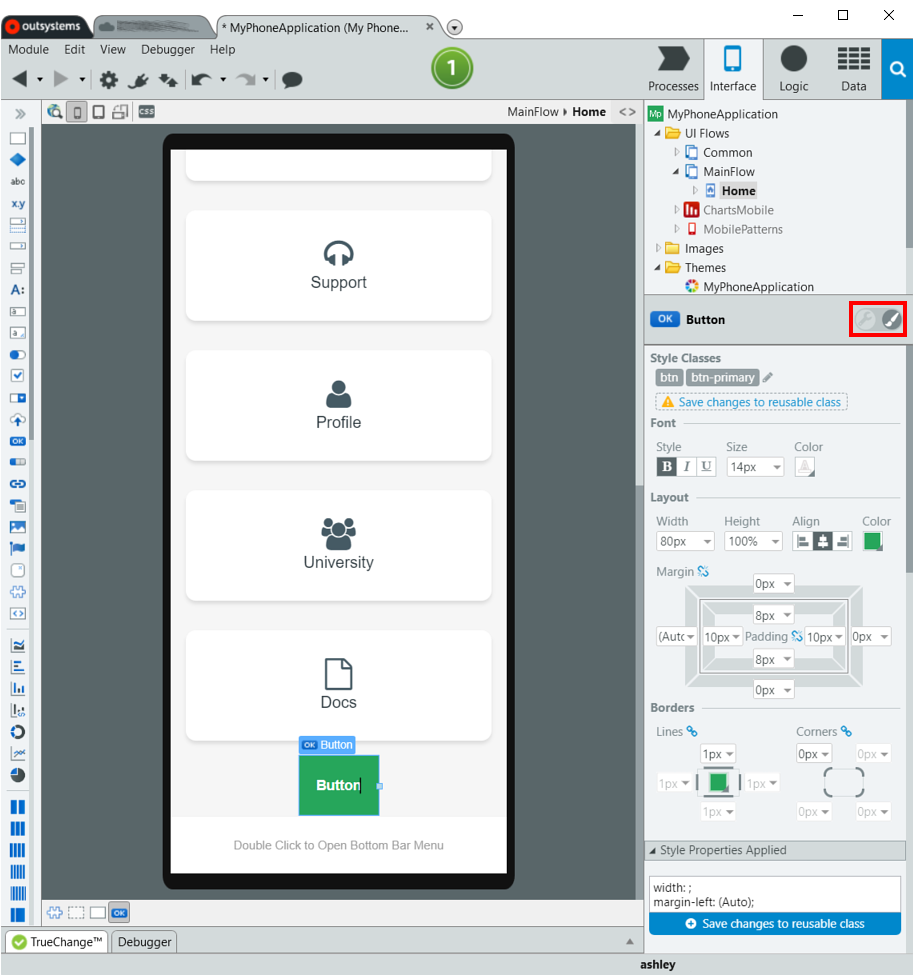 outsystems
* MyPhoneApplication (My Phone...
Module Edit View Debugger Help
1
Processes Interface Logic Data
CSS
MainFlow Home <>
abc
x.y
A:
OK
Mp MyPhoneApplication
UI Flows
Common
MainFlow
Home
ChartsMobile
MobilePatterns
Images
Themes
MyPhoneApplication
OK Button
Style Classes
btn btn-primary
Save changes to reusable class
Font
Style Size Color
B I U 14px A
Layout
Width Height Align Color
80px 100%
Margin
0px
8px
(Auto 10px Padding 10px 0px
8px
0px
Borders
Lines Corners
1px 0px 0px
1px 1px
1px 0px 0px
Style Properties Applied
width: ;
margin-left: (Auto);
Save changes to reusable class
Support
Profile
University
Docs
OK Button
Button
Double Click to Open Bottom Bar Menu
OK
TrueChange™ Debugger
ashley